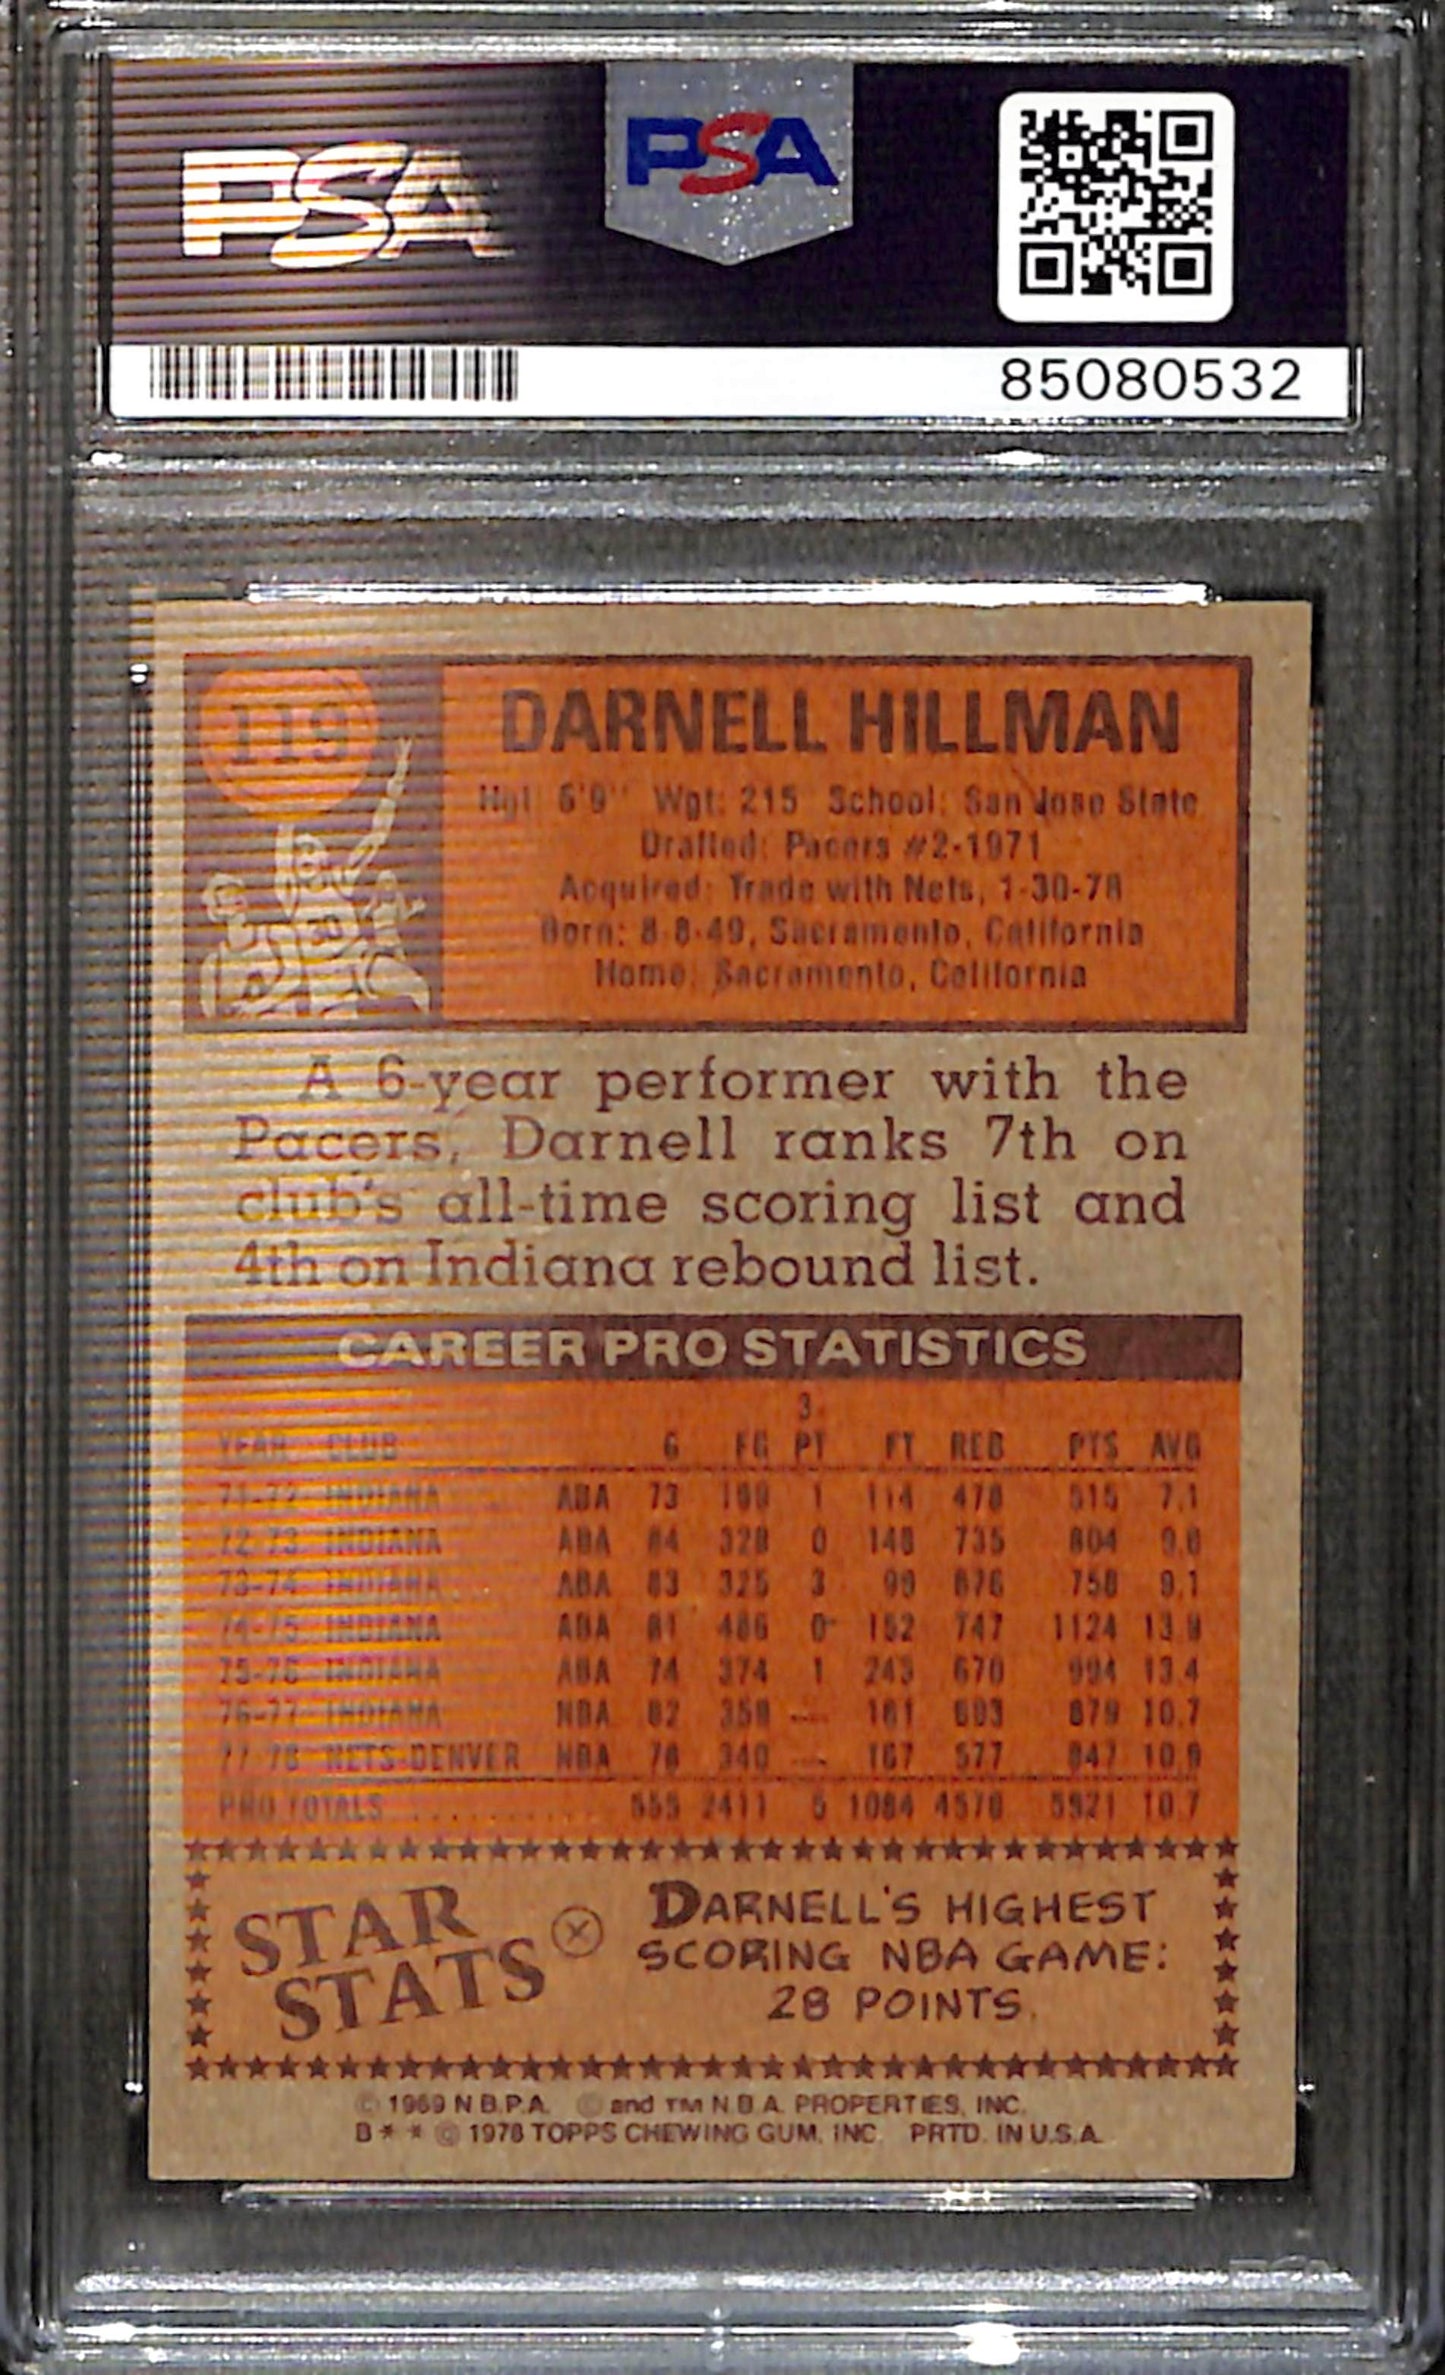 PSA
PSA
85080532
119
DARNELL HILLMAN
Hgt: 6'9" Wgt: 215 School: San Jose State
Drafted: Pacers #2-1971
Acquired: Trade with Nets, 1-30-78
Born: 8-8-49, Sacramento, California
Home: Sacramento, California
A 6-year performer with the
Pacers, Darnell ranks 7th on
club's all-time scoring list and
4th on Indiana rebound list.
CAREER PRO STATISTICS
3
YEAR CLUB G FG PT FT REB PTS AVG
71-72 INDIANA ABA 73 1 114 478 515 7.1
72-73 INDIANA ABA 84 328 0 148 735 804
73-74 INDIANA ABA 83 325 3 99 676 758 9.1
74-75 INDIANA ABA 81 486 0 152 747 1124 13.9
75-76 INDIANA ABA 74 374 1 243 670 994 13.4
76-77 INDIANA NBA 82 359 --- 161 693 879 10.7
77-78 NETS-DENVER NBA 78 340 --- 167 577 847 10.9
PRO TOTALS 555 2411 5 1084 4576 5921 10.7
STAR
STATS
DARNELL'S HIGHEST
SCORING NBA GAME:
28 POINTS.
© 1969 N.B.P.A. © and TM N.B.A. PROPERTIES, INC.
B * * © 1978 TOPPS CHEWING GUM, INC. PRTD. IN U.S.A.